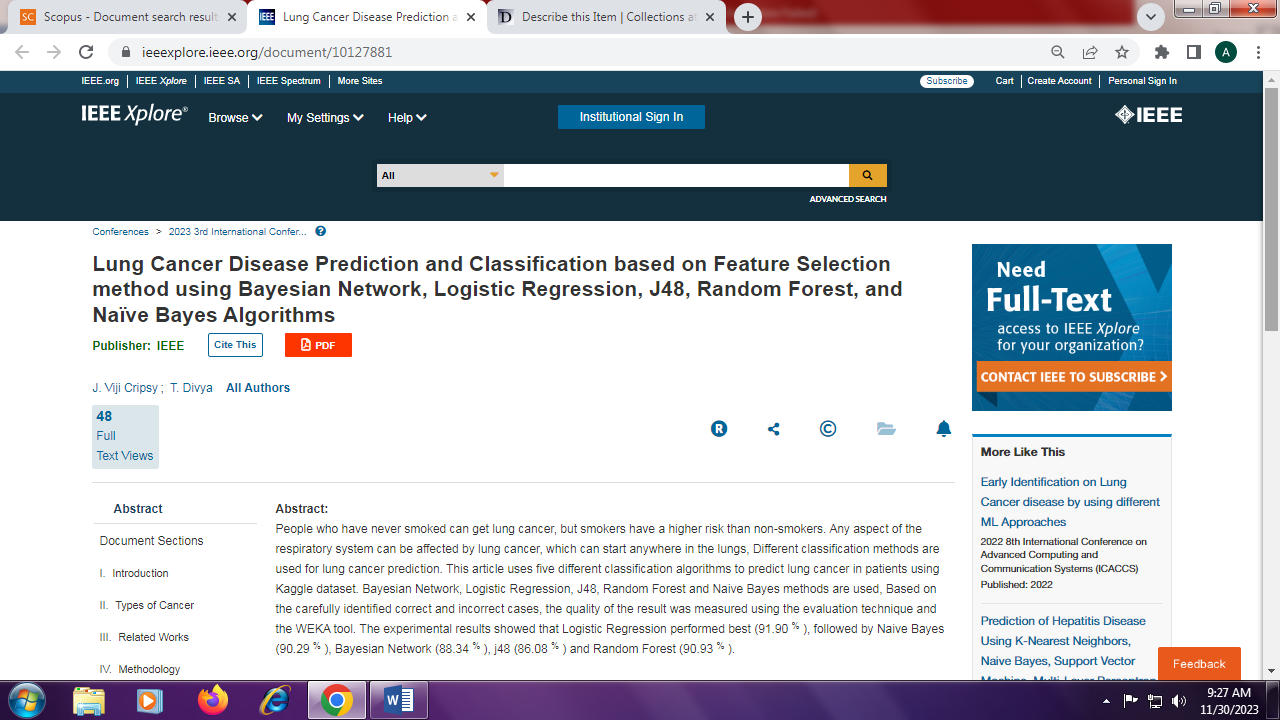 Scopus - Document search result
Lung Cancer Disease Prediction a
Describe this Item | Collections a
ieeexplore.ieee.org/document/10127881
A
IEEE.org
IEEE Xplore
IEEE SA
IEEE Spectrum
More Sites
Subscribe
Cart
Create Account
Personal Sign In
IEEE Xplore®
Browse
My Settings
Help
Institutional Sign In
IEEE
All
ADVANCED SEARCH
Conferences > 2023 3rd International Confer...
Lung Cancer Disease Prediction and Classification based on Feature Selection
method using Bayesian Network, Logistic Regression, J48, Random Forest, and
Naïve Bayes Algorithms
Publisher: IEEE
Cite This
PDF
J. Viji Cripsy ; T. Divya All Authors
48
Full
Text Views
R
©
Abstract
Document Sections
I. Introduction
II. Types of Cancer
III. Related Works
IV. Methodology
Abstract:
People who have never smoked can get lung cancer, but smokers have a higher risk than non-smokers. Any aspect of the
respiratory system can be affected by lung cancer, which can start anywhere in the lungs, Different classification methods are
used for lung cancer prediction. This article uses five different classification algorithms to predict lung cancer in patients using
Kaggle dataset. Bayesian Network, Logistic Regression, J48, Random Forest and Naive Bayes methods are used, Based on
the carefully identified correct and incorrect cases, the quality of the result was measured using the evaluation technique and
the WEKA tool. The experimental results showed that Logistic Regression performed best (91.90 % ), followed by Naive Bayes
(90.29 % ), Bayesian Network (88.34 % ), j48 (86.08 % ) and Random Forest (90.93 % ).
Need
Full-Text
access to IEEE Xplore
for your organization?
CONTACT IEEE TO SUBSCRIBE >
More Like This
Early Identification on Lung
Cancer disease by using different
ML Approaches
2022 8th International Conference on
Advanced Computing and
Communication Systems (ICACCS)
Published: 2022
Prediction of Hepatitis Disease
Using K-Nearest Neighbors,
Naive Bayes, Support Vector
Machine, Multi-Layer Perceptron
Feedback
9:27 AM
11/30/2023